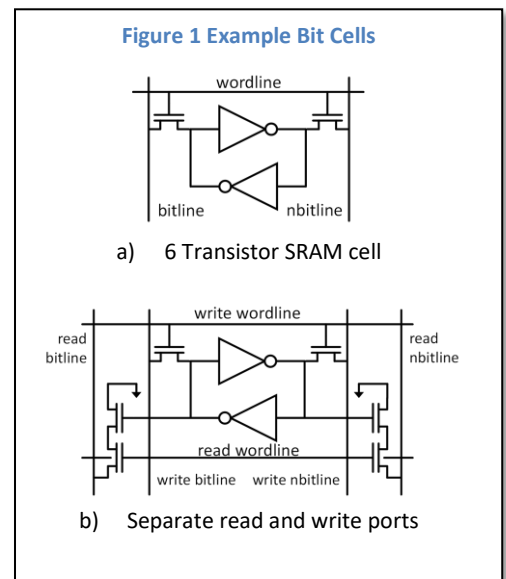 Figure 1 Example Bit Cells
wordline
bitline nbitline
a) 6 Transistor SRAM cell
write wordline
read
bitline
read
nbitline
read wordline
write bitline write nbitline
b) Separate read and write ports